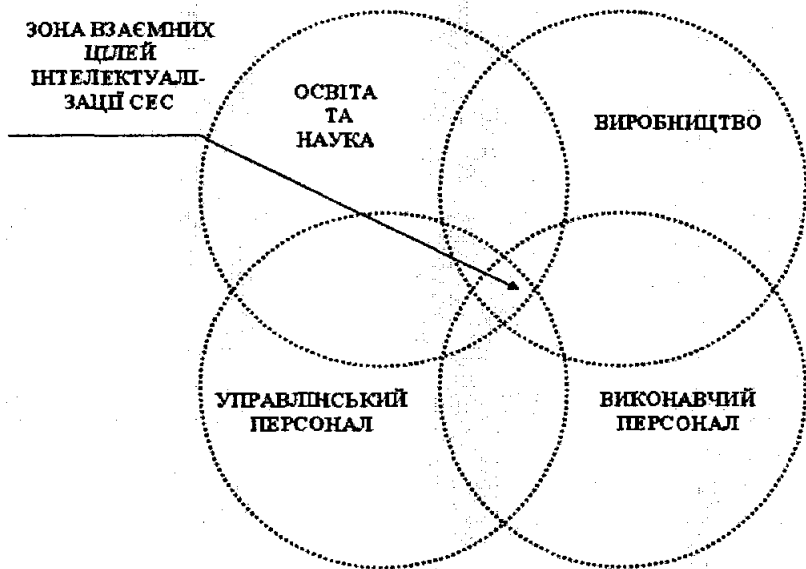 ЗОНА ВЗАЄМНИХ
ЦІЛЕЙ
ІНТЕЛЕКТУАЛІ-
ЗАЦІЇ СЕС
ОСВІТА
ТА
НАУКА
ВИРОБНИЦТВО
УПРАВЛІНСЬКИЙ
ПЕРСОНАЛ
ВИКОНАВЧИЙ
ПЕРСОНАЛ